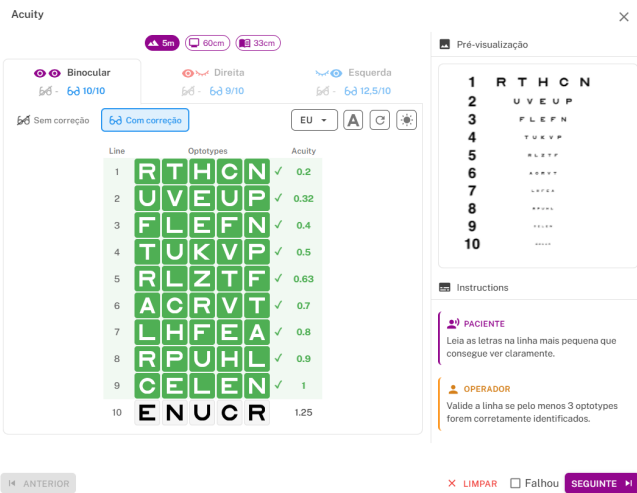 Acuity
5m 60cm 33cm
Binocular
- 10/10
Direita
- 9/10
Esquerda
- 12,5/10
Sem correção Com correção EU A
Line Optotypes Acuity
1 R T H C N ✓ 0.2
2 U V E U P ✓ 0.32
3 F L E F N ✓ 0.4
4 T U K V P ✓ 0.5
5 R L Z T F ✓ 0.63
6 A C R V T ✓ 0.7
7 L H F E A ✓ 0.8
8 R P U H L ✓ 0.9
9 C E L E N ✓ 1
10 E N U C R 1.25
Pré-visualização
1 R T H C N
2 U V E U P
3 F L E F N
4 T U K V P
5 R L Z T F
6 A C R V T
7 L H F E A
8 R P U H L
9
10
Instructions
PACIENTE
Leia as letras na linha mais pequena que
consegue ver claramente.
OPERADOR
Valide a linha se pelo menos 3 optotypes
forem corretamente identificados.
ANTERIOR
LIMPAR Falhou SEGUINTE